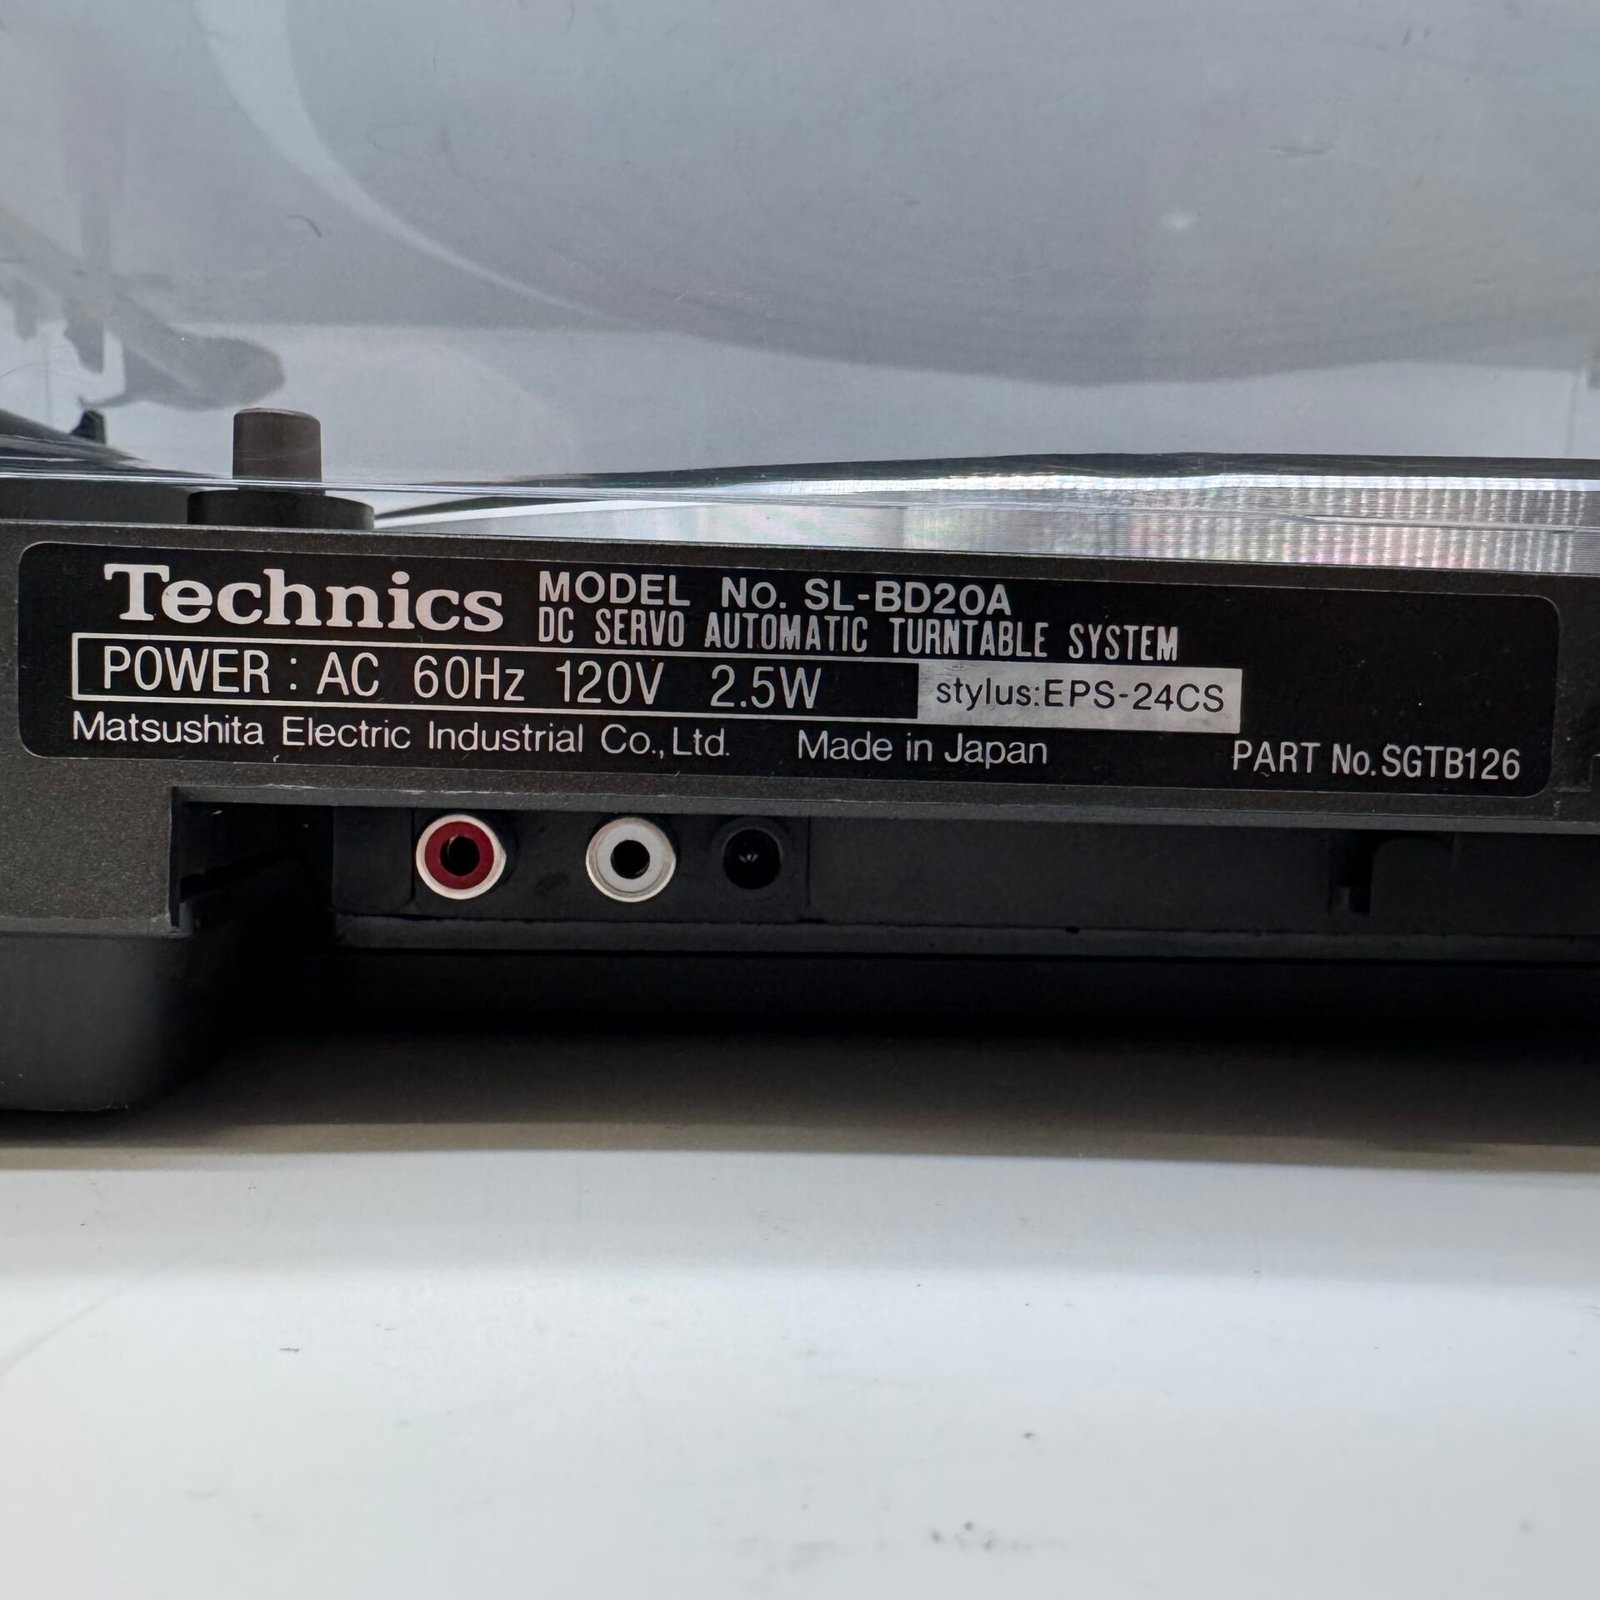 Technics MODEL No. SL-BD20A
DC SERVO AUTOMATIC TURNTABLE SYSTEM
POWER : AC 60Hz 120V 2.5W stylus:EPS-24CS
Matsushita Electric Industrial Co.,Ltd. Made in Japan PART No.SGTB126